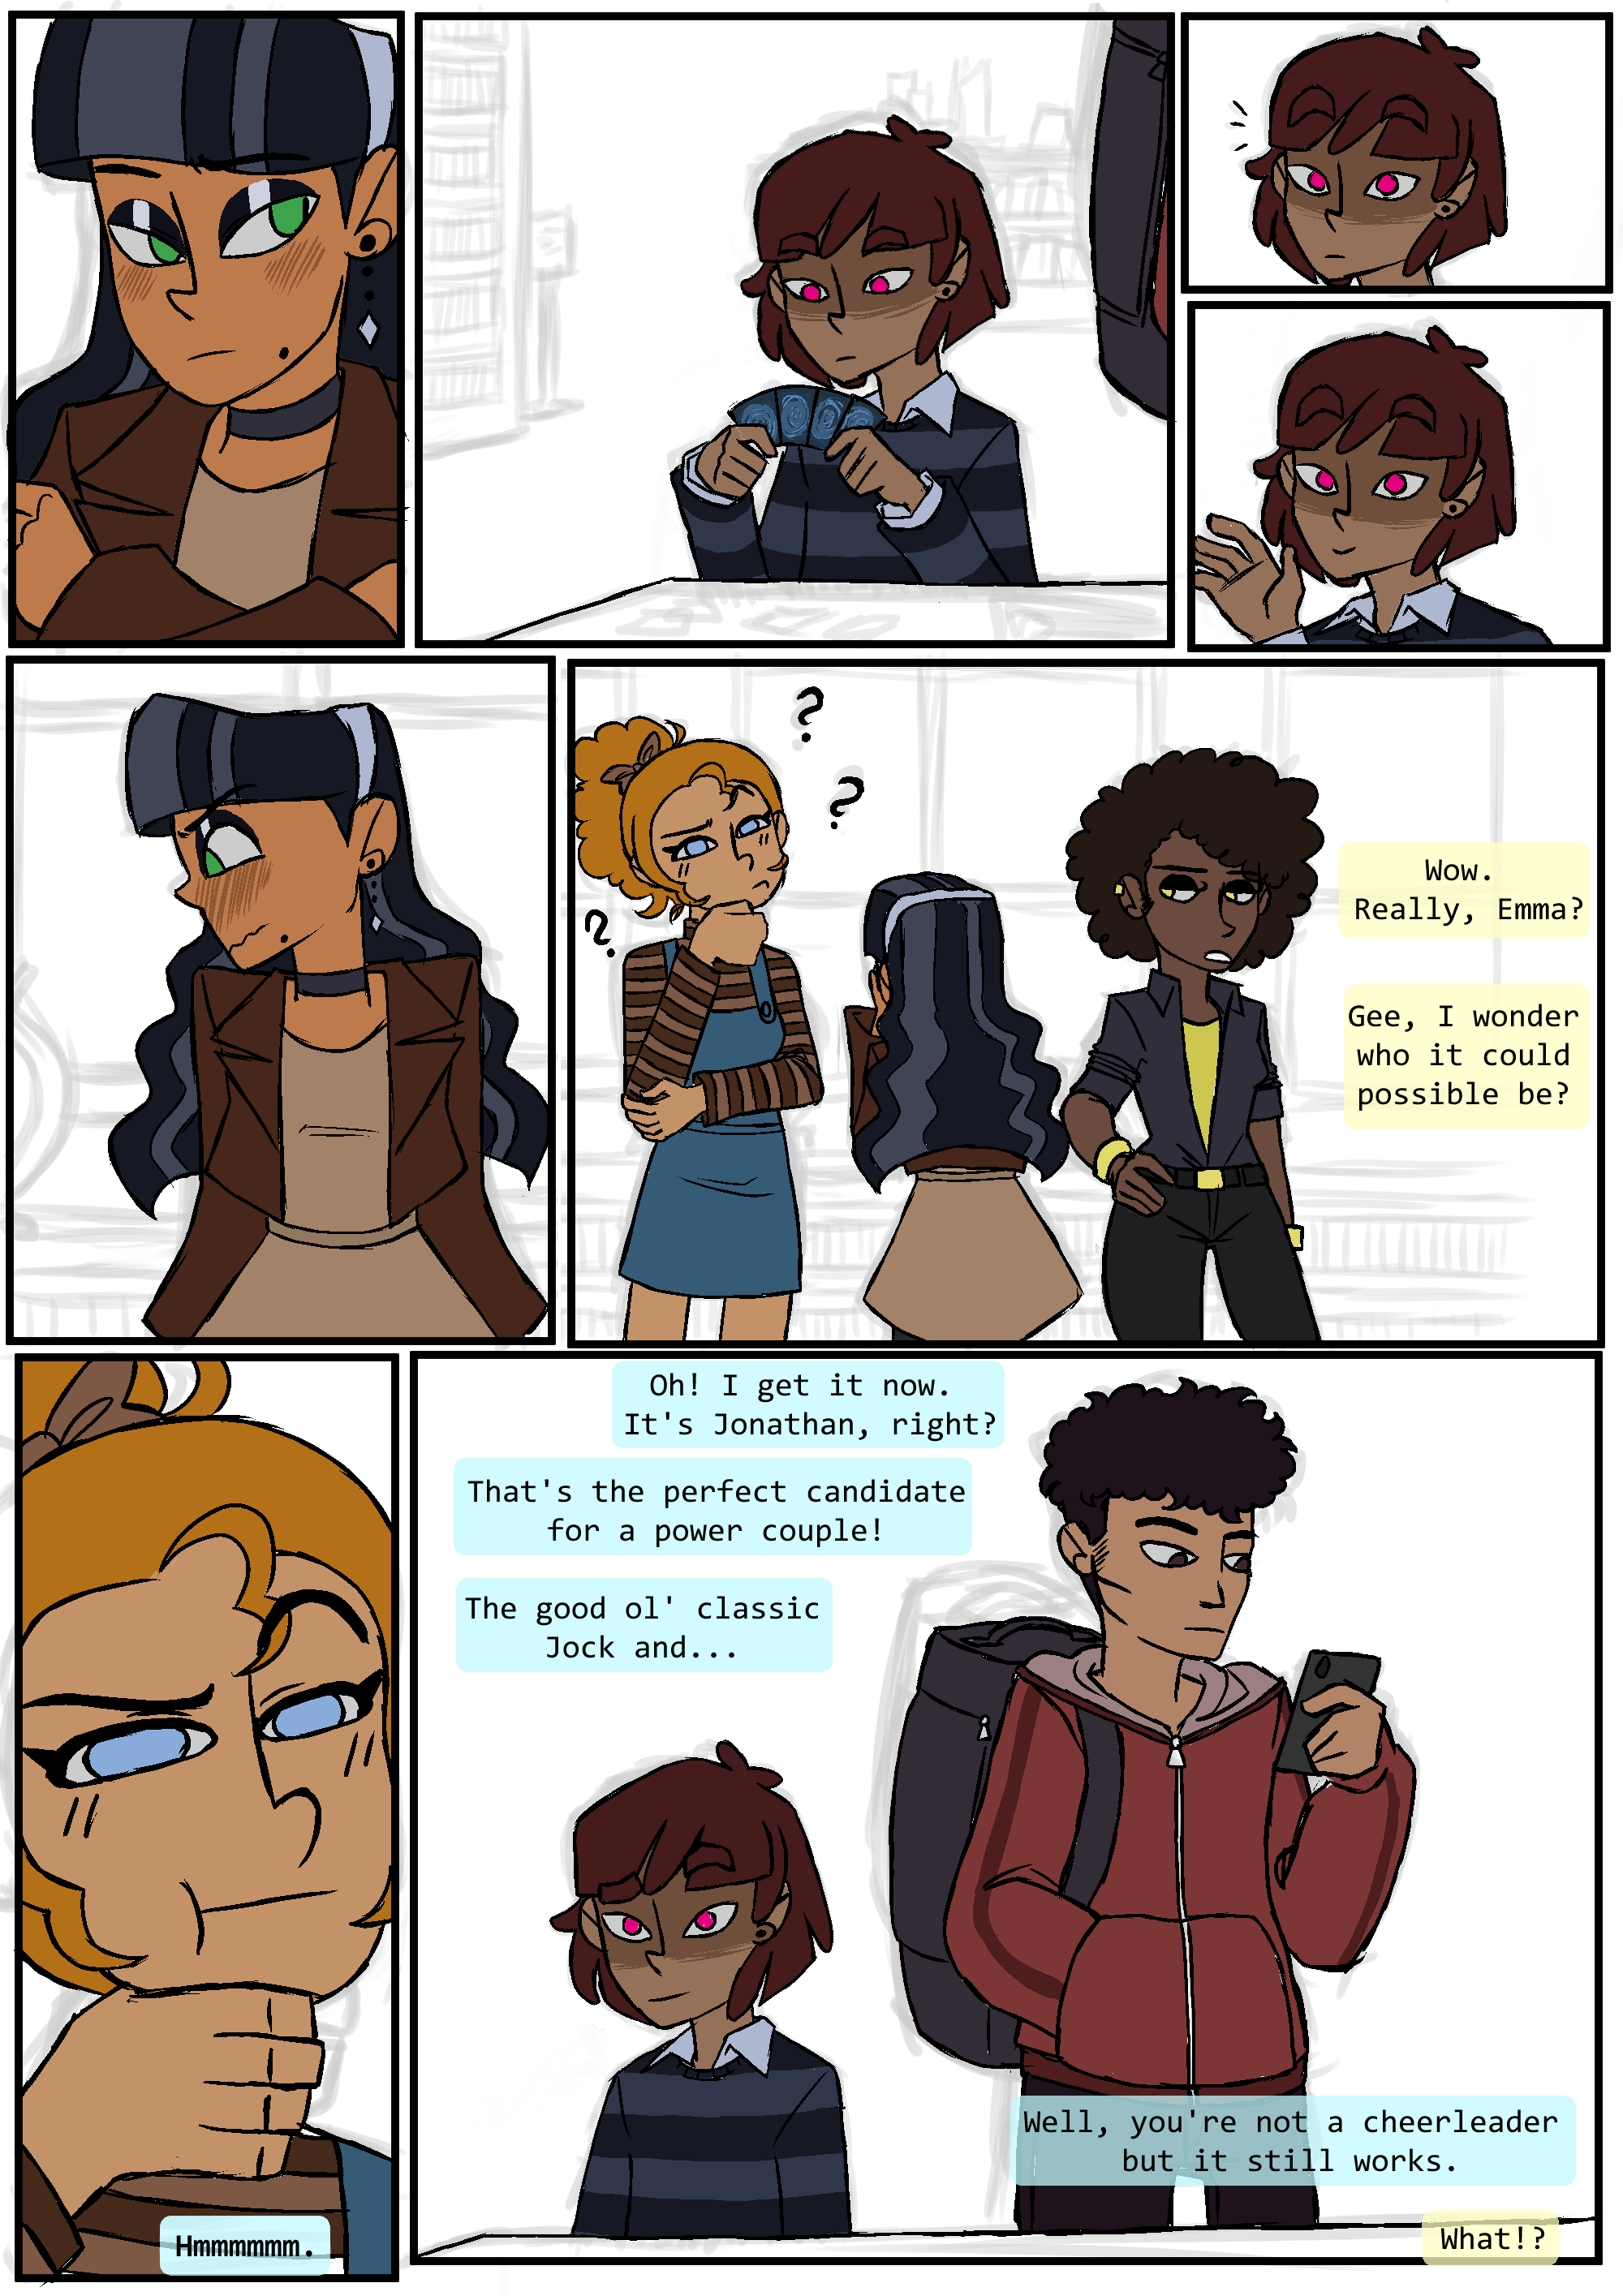 ?
?
?
Wow.
Really, Emma?
Gee, I wonder
who it could
possible be?
Hmmmmmm.
Oh! I get it now.
It's Jonathan, right?
That's the perfect candidate
for a power couple!
The good ol' classic
Jock and...
Well, you're not a cheerleader
but it still works.
What!?